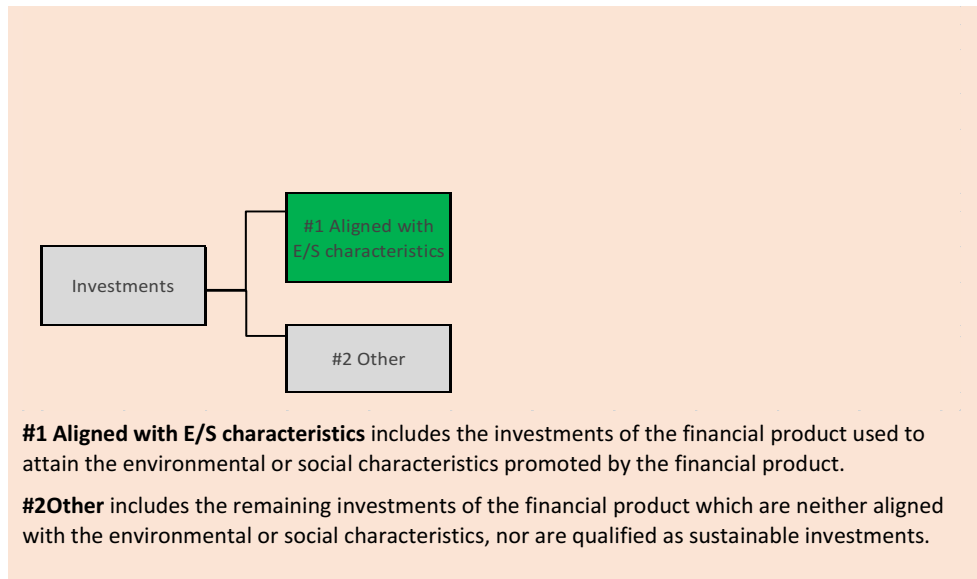 #1 Aligned with
E/S characteristics
Investments
#2 Other
#1 Aligned with E/S characteristics includes the investments of the financial product used to
attain the environmental or social characteristics promoted by the financial product.
#2Other includes the remaining investments of the financial product which are neither aligned
with the environmental or social characteristics, nor are qualified as sustainable investments.